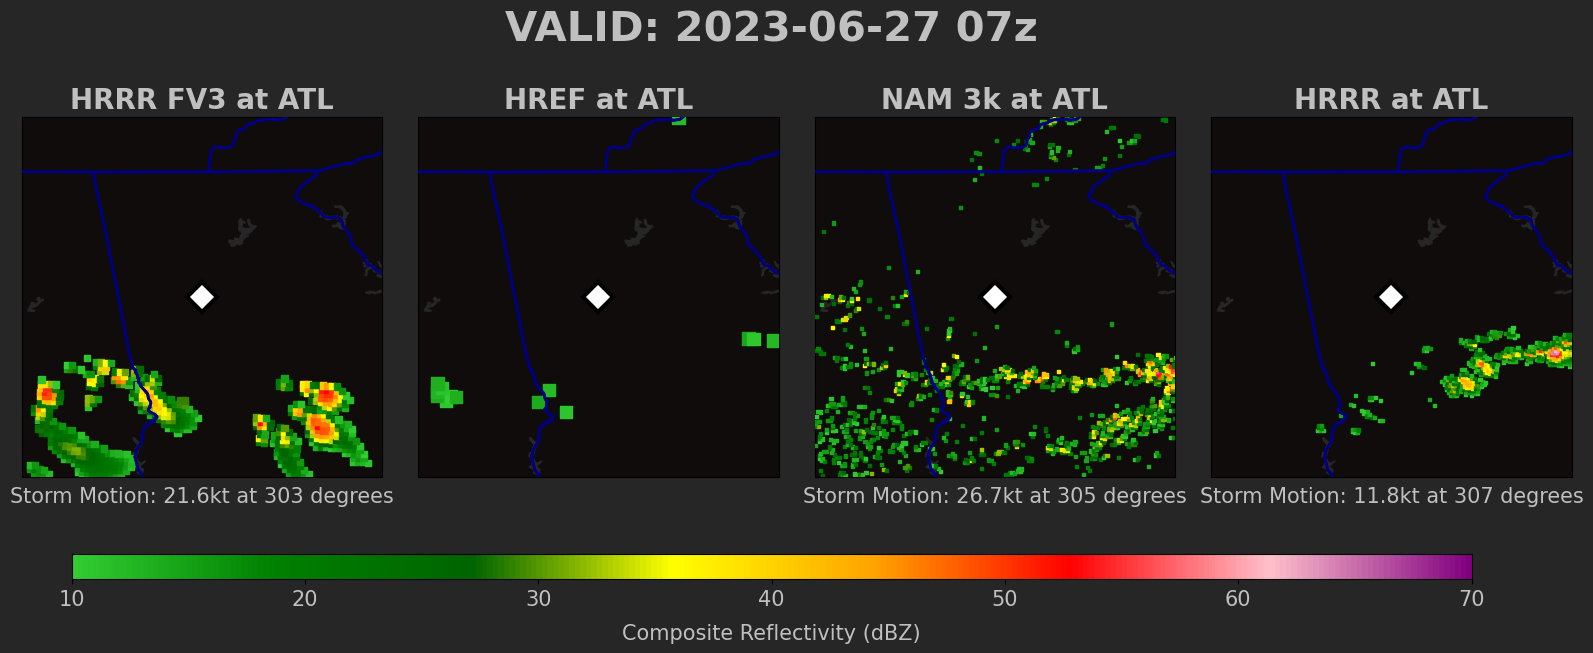 VALID: 2023-06-27 07z
HRRR FV3 at ATL
HREF at ATL
NAM 3k at ATL
HRRR at ATL
Storm Motion: 21.6kt at 303 degrees
Storm Motion: 26.7kt at 305 degrees
Storm Motion: 11.8kt at 307 degrees
10 20 30 40 50 60 70
Composite Reflectivity (dBZ)